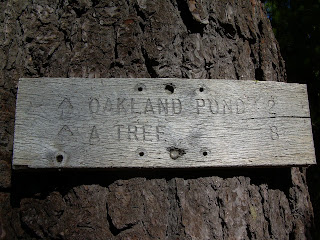 OAKLAND POND 2
A TREE 8